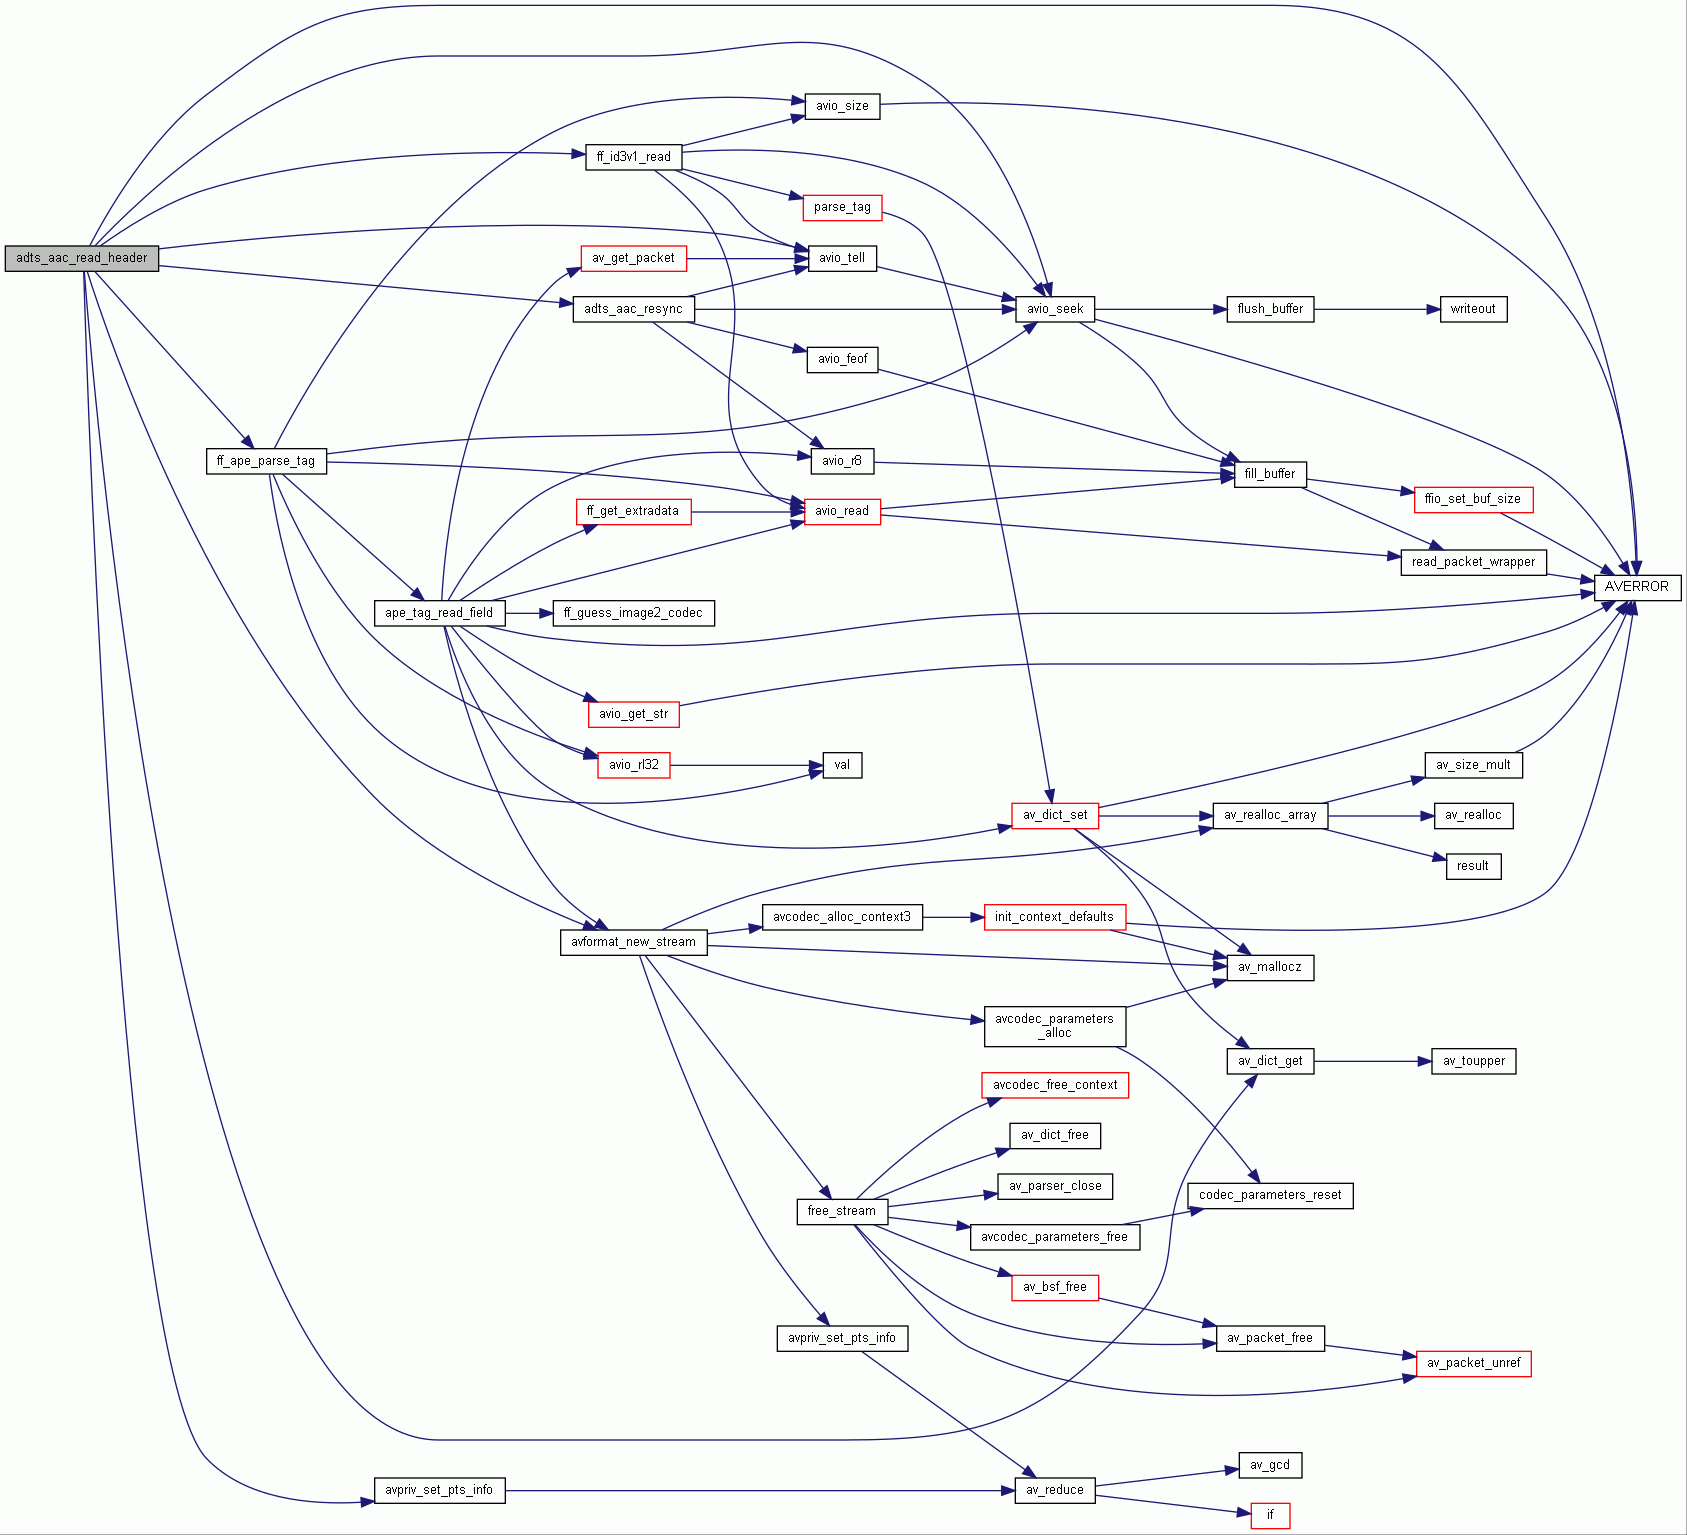 avio_size
ff_id3v1_read
parse_tag
adts_aac_read_header
av_get_packet
avio_tell
adts_aac_resync
avio_seek
flush_buffer
writeout
avio_feof
ff_ape_parse_tag
avio_r8
fill_buffer
ff_get_extradata
avio_read
ffio_set_buf_size
read_packet_wrapper
AVERROR
ape_tag_read_field
ff_guess_image2_codec
avio_get_str
avio_rl32
val
av_size_mult
av_dict_set
av_realloc_array
av_realloc
result
avcodec_alloc_context3
init_context_defaults
avformat_new_stream
av_mallocz
avcodec_parameters
_alloc
av_dict_get
av_toupper
avcodec_free_context
av_dict_free
av_parser_close
codec_parameters_reset
free_stream
avcodec_parameters_free
av_bsf_free
avpriv_set_pts_info
av_packet_free
av_packet_unref
av_gcd
avpriv_set_pts_info
av_reduce
if